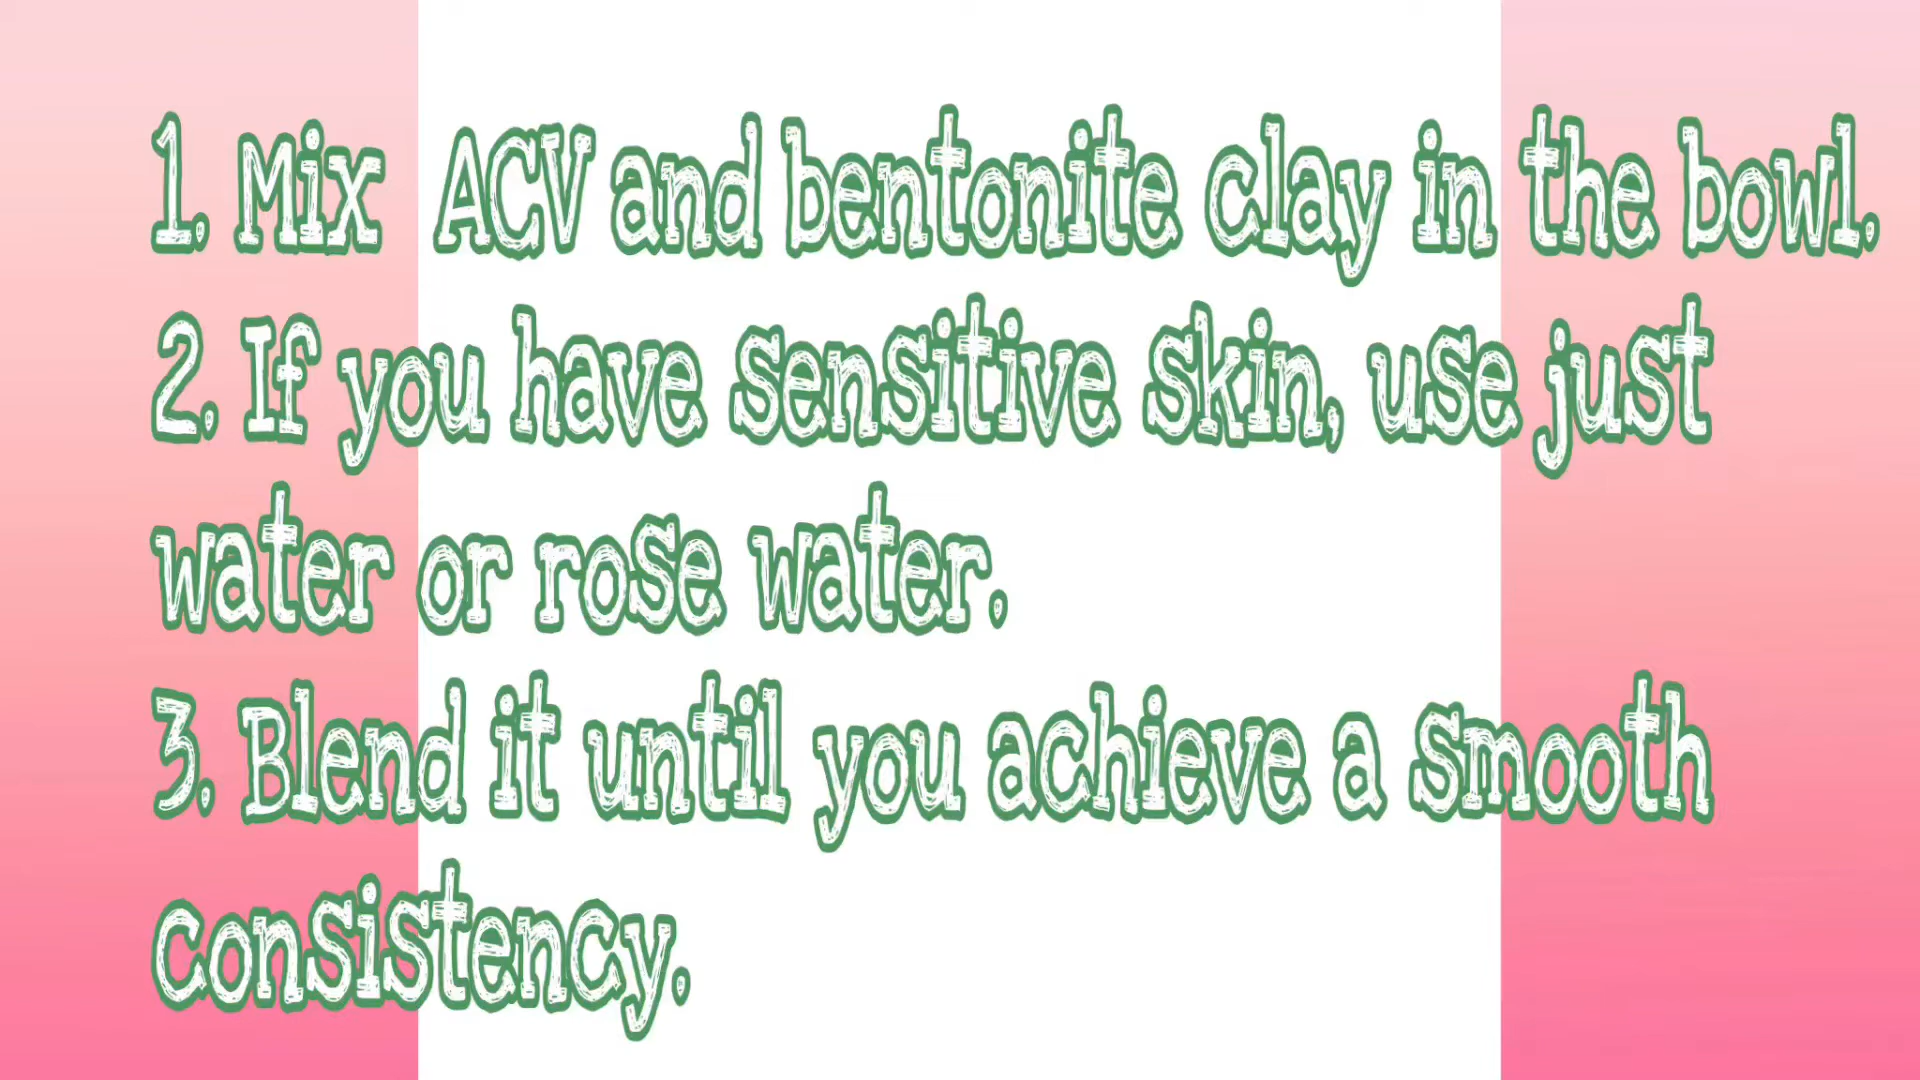 1. Mix ACV and bentonite clay in the bowl.
2. If you have sensitive skin, use just
water or rose water.
3. Blend it until you achieve a smooth
consistency.